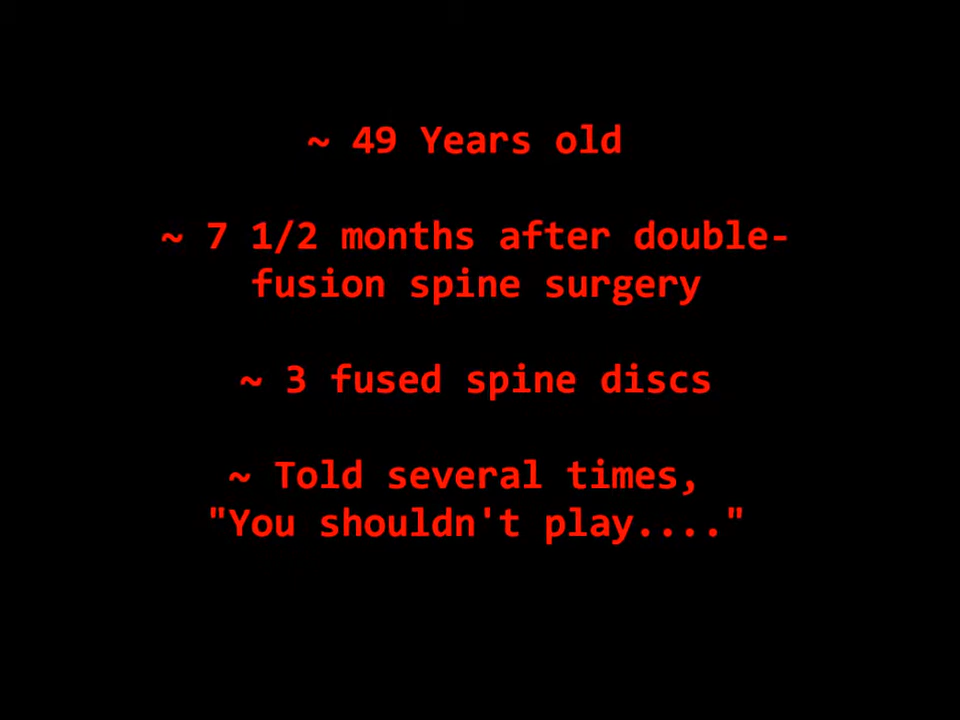 ~ 49 Years old
~ 7 1/2 months after double-
fusion spine surgery
~ 3 fused spine discs
~ Told several times,
"You shouldn't play...."